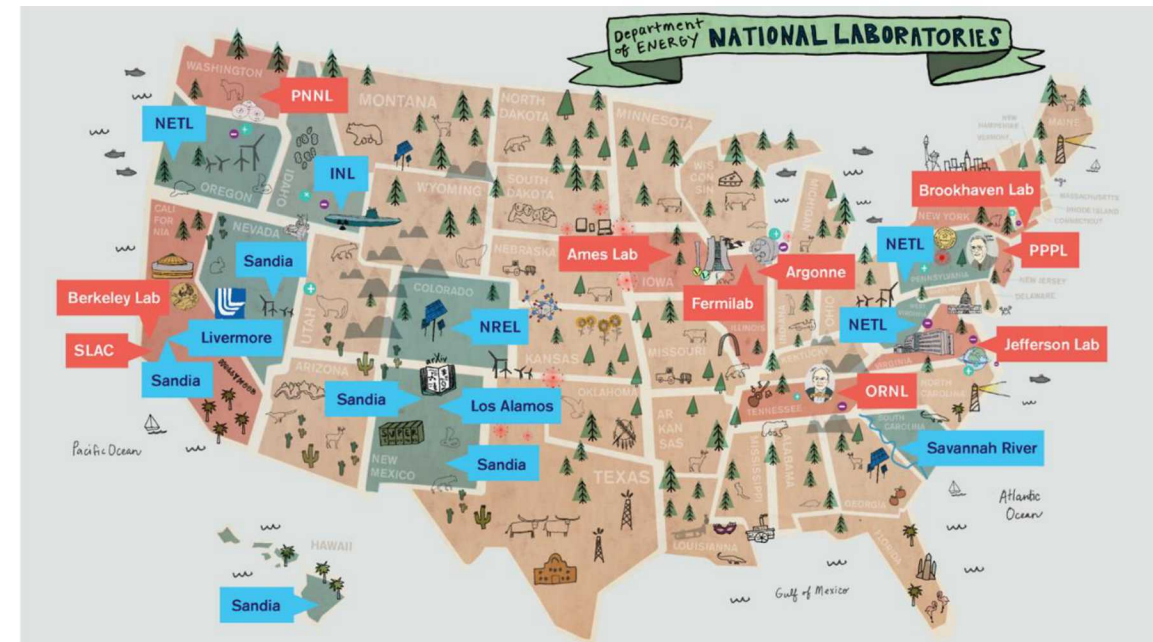 Department
of ENERGY NATIONAL LABORATORIES
WASHINGTON
PNNL
MONTANA
NORTH
DAKOTA
MINNESOTA
NEW
HAMPSHIRE
MAINE
NETL
OREGON
IDAHO
INL
WYOMING
SOUTH
DAKOTA
WIS
CON
SIN
MICHIGAN
Brookhaven Lab
NEW YORK
MASSACHUSETTS
RHODE ISLAND
CONNECTICUT
CALI
FOR
NIA
NEVADA
Sandia
NEBRASKA
Ames Lab
IOWA
Argonne
NETL
PENNSYLVANIA
PPPL
NEW JERSEY
DELAWARE
Berkeley Lab
Livermore
UTAH
COLORADO
NREL
Fermilab
ILLINOIS
INDIANA
OHIO
NETL
VIRGINIA
Jefferson Lab
SLAC
Sandia
HOLLYWOOD
ARIZONA
arXiv
KANSAS
MISSOURI
KENTUCKY
Sandia
Los Alamos
OKLAHOMA
TENNESSEE
ORNL
NORTH
CAROLINA
SUPER
Sandia
NEW
MEXICO
AR
KAN
SAS
MISSISSIPPI
ALABAMA
SOUTH
CAROLINA
Savannah River
Pacific Ocean
TEXAS
GEORGIA
Atlantic
Ocean
LOUISIANNA
FLORIDA
HAWAII
Sandia
Gulf of Mexico